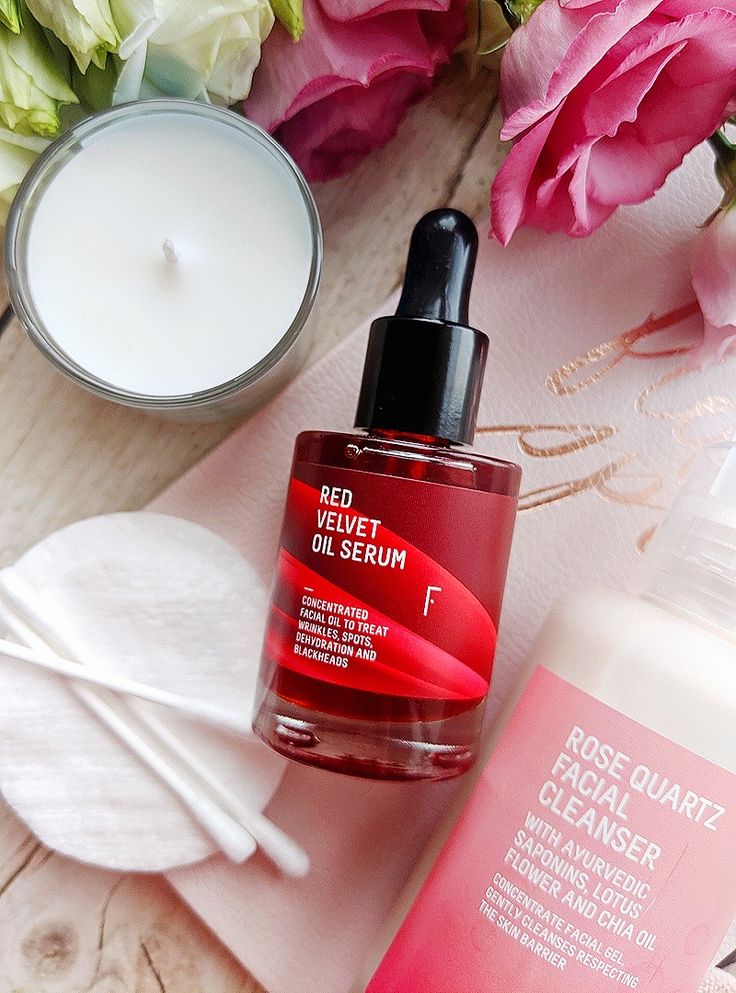 RED
VELVET
OIL SERUM
CONCENTRATED
FACIAL OIL TO TREAT
WRINKLES, SPOTS,
DEHYDRATION AND
BLACKHEADS
F
ROSE QUARTZ
FACIAL
CLEANSER
WITH AYURVEDIC
SAPONINS, LOTUS
FLOWER AND CHIA OIL
CONCENTRATE FACIAL GEL,
GENTLY CLEANSES RESPECTING
THE SKIN BARRIER